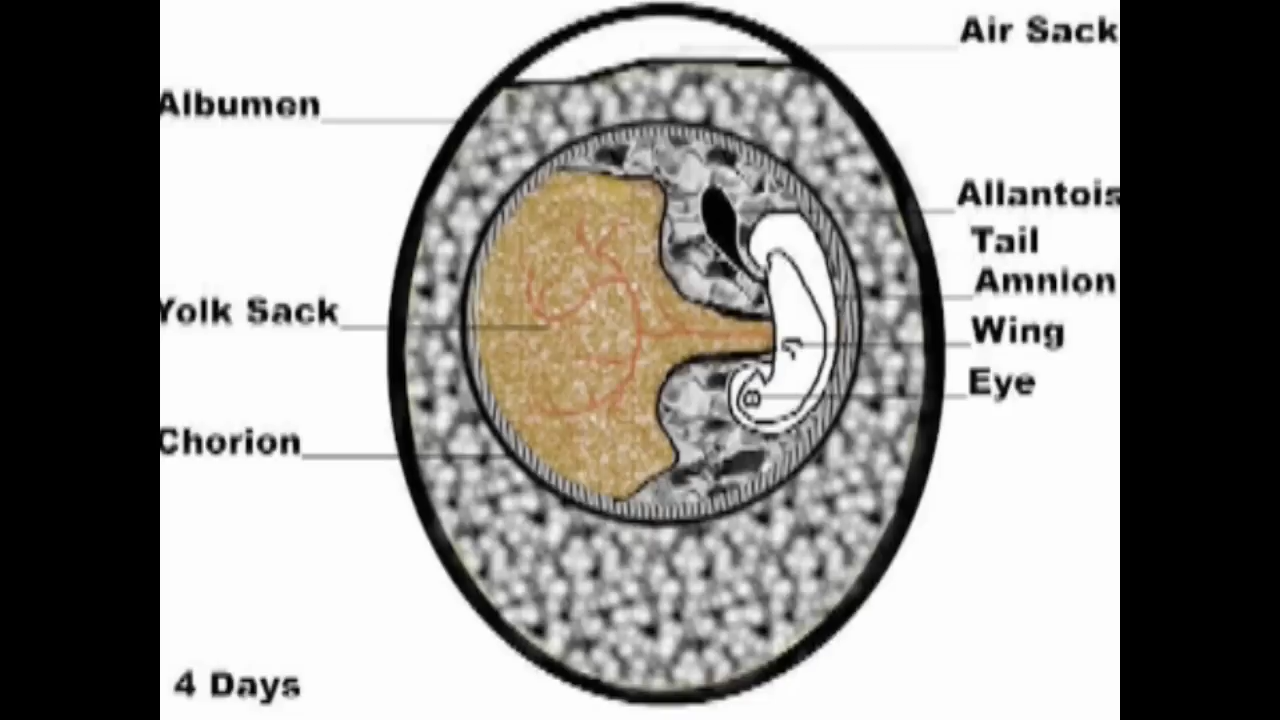 Air Sack
Albumen
Allantois
Tail
Amnion
Yolk Sack
Wing
Eye
Chorion
4 Days